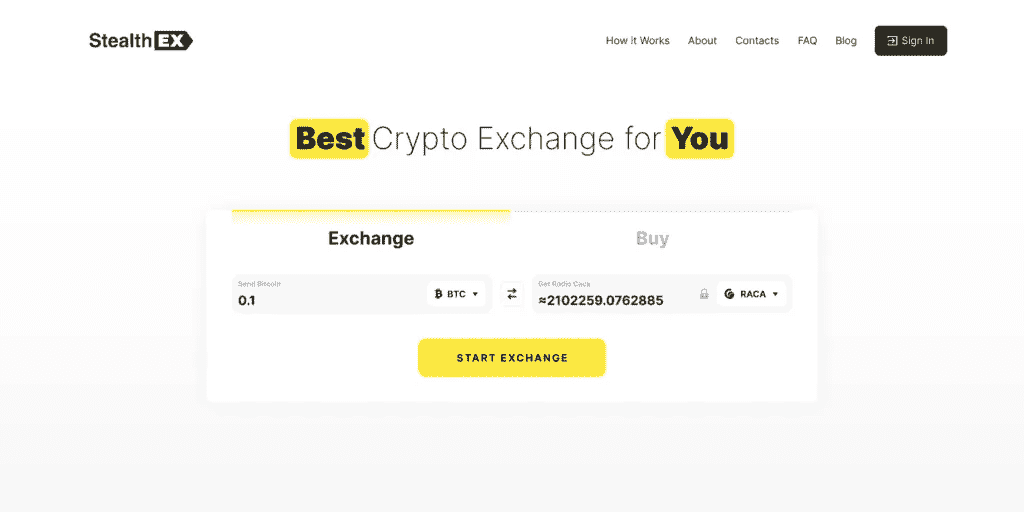 StealthEX How it Works About Contacts FAQ Blog Sign In
Best Crypto Exchange for You
Exchange Buy
Send Bitcoin Get Radio Caca
0.1 BTC ≈2102259.0762885 RACA
START EXCHANGE